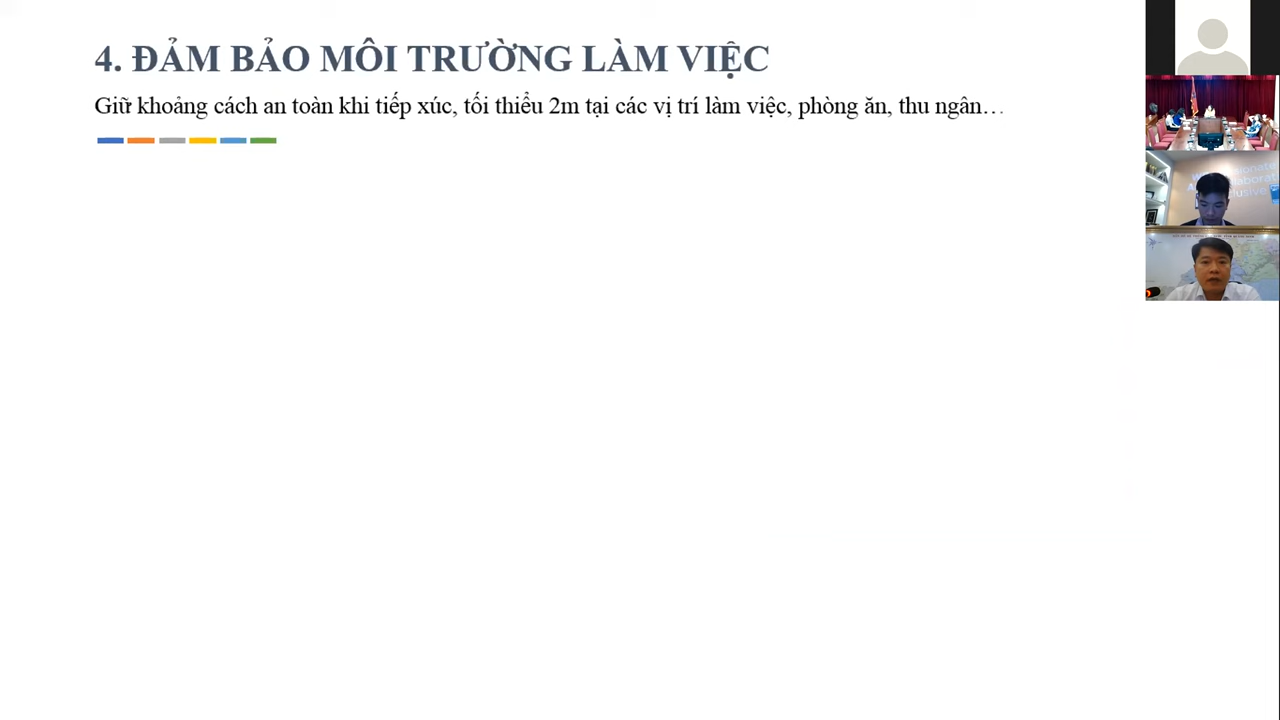 4. ĐẢM BẢO MÔI TRƯỜNG LÀM VIỆC
Giữ khoảng cách an toàn khi tiếp xúc, tối thiểu 2m tại các vị trí làm việc, phòng ăn, thu ngân…